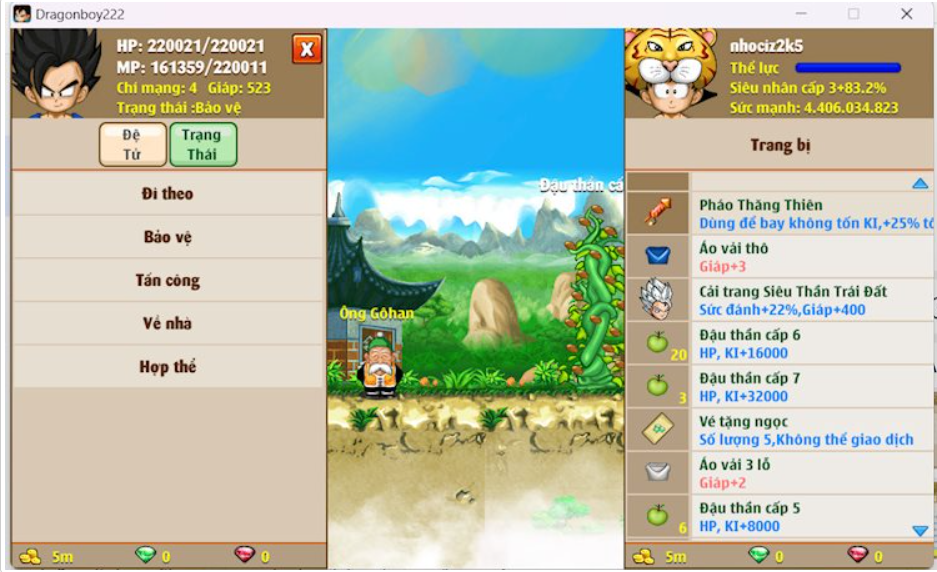 Dragonboy222
HP: 220021/220021
MP: 161359/220011
Chí mạng: 4 Giáp: 523
Trạng thái :Bảo vệ
X
Đệ
Tử
Trạng
Thái
Đi theo
Bảo vệ
Tấn công
Về nhà
Hợp thể
5m
0
0
Đậu thần cấ
Ông Gôhan
nhociz2k5
Thể lực
Siêu nhân cấp 3+83.2%
Sức mạnh: 4.406.034.823
Trang bị
Pháo Thăng Thiên
Dùng để bay không tốn KI,+25% tố
Áo vải thô
Giáp+3
Cải trang Siêu Thần Trái Đất
Sức đánh+22%,Giáp+400
Đậu thần cấp 6
HP, KI+16000
20
Đậu thần cấp 7
HP, KI+32000
3
Vé tặng ngọc
Số lượng 5,Không thể giao dịch
Áo vải 3 lỗ
Giáp+2
Đậu thần cấp 5
HP, KI+8000
6
5m
0
0